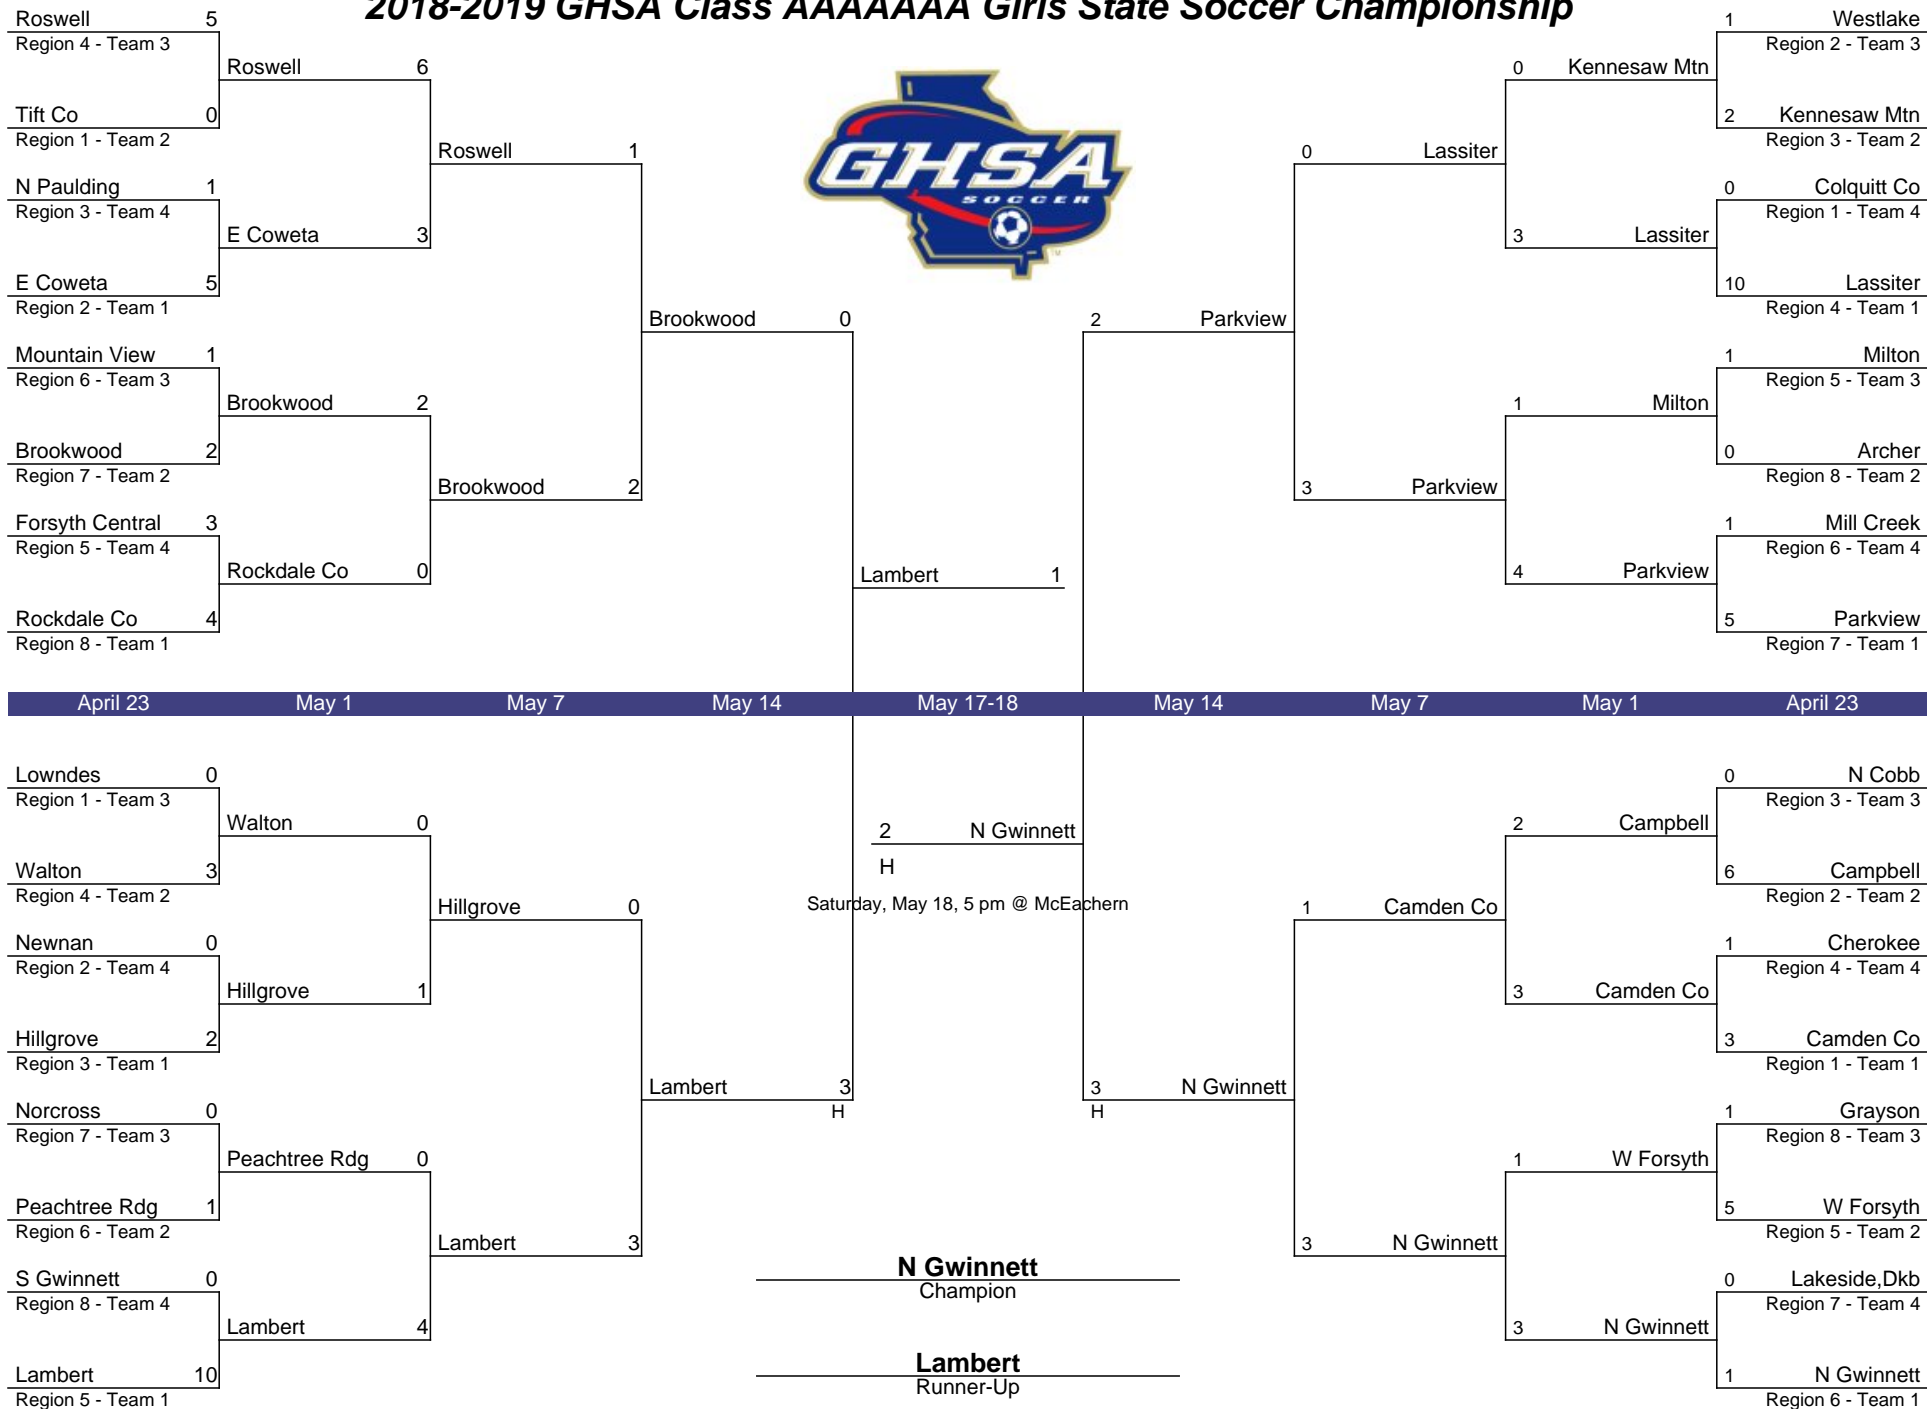 2018-2019 GHSA Class AAAAAAA Girls State Soccer Championship
GHSA
SOCCER
Roswell 5
Region 4 - Team 3
Tift Co 0
Region 1 - Team 2
N Paulding 1
Region 3 - Team 4
E Coweta 5
Region 2 - Team 1
Mountain View 1
Region 6 - Team 3
Brookwood 2
Region 7 - Team 2
Forsyth Central 3
Region 5 - Team 4
Rockdale Co 4
Region 8 - Team 1
Roswell 6
E Coweta 3
Brookwood 2
Rockdale Co 0
Roswell 1
Brookwood 2
Brookwood 0
Lambert 1
2 Parkview
0 Lassiter
3 Parkview
0 Kennesaw Mtn
3 Lassiter
1 Milton
4 Parkview
1 Westlake
Region 2 - Team 3
2 Kennesaw Mtn
Region 3 - Team 2
0 Colquitt Co
Region 1 - Team 4
10 Lassiter
Region 4 - Team 1
1 Milton
Region 5 - Team 3
0 Archer
Region 8 - Team 2
1 Mill Creek
Region 6 - Team 4
5 Parkview
Region 7 - Team 1
April 23 May 1 May 7 May 14 May 17-18 May 14 May 7 May 1 April 23
Lowndes 0
Region 1 - Team 3
Walton 3
Region 4 - Team 2
Newnan 0
Region 2 - Team 4
Hillgrove 2
Region 3 - Team 1
Norcross 0
Region 7 - Team 3
Peachtree Rdg 1
Region 6 - Team 2
S Gwinnett 0
Region 8 - Team 4
Lambert 10
Region 5 - Team 1
Walton 0
Hillgrove 1
Peachtree Rdg 0
Lambert 4
Hillgrove 0
Lambert 3
Lambert 3
H
2 N Gwinnett
H
Saturday, May 18, 5 pm @ McEachern
3 N Gwinnett
H
1 Camden Co
3 N Gwinnett
2 Campbell
3 Camden Co
1 W Forsyth
3 N Gwinnett
0 N Cobb
Region 3 - Team 3
6 Campbell
Region 2 - Team 2
1 Cherokee
Region 4 - Team 4
3 Camden Co
Region 1 - Team 1
1 Grayson
Region 8 - Team 3
5 W Forsyth
Region 5 - Team 2
0 Lakeside,Dkb
Region 7 - Team 4
1 N Gwinnett
Region 6 - Team 1
N Gwinnett
Champion
Lambert
Runner-Up